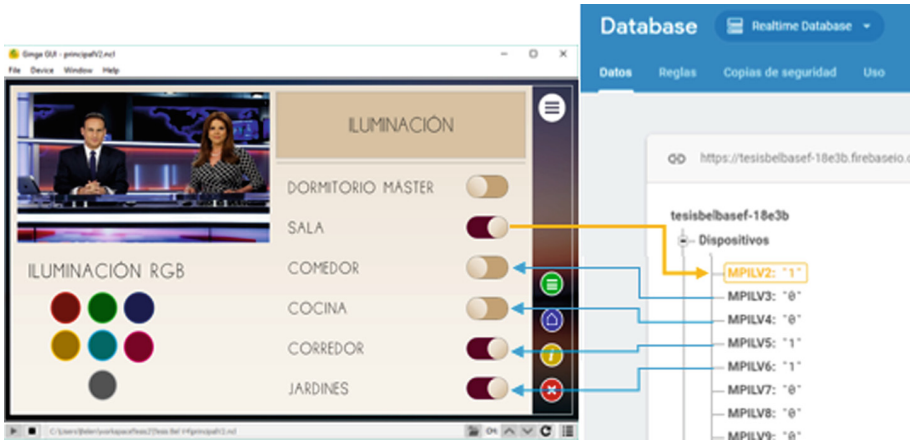 Ginga GUI - principalV2.ncl
File Device Window Help
ILUMINACIÓN
DORMITORIO MÁSTER
SALA
COMEDOR
COCINA
CORREDOR
JARDINES
ILUMINACIÓN RGB
Database
Realtime Database
Datos Reglas Copias de seguridad Uso
https://tesisbelbasef-18e3b.firebaseio.c
tesisbelbasef-18e3b
Dispositivos
MPILV2: "1"
MPILV3: "0"
MPILV4: "0"
MPILV5: "1"
MPILV6: "1"
MPILV7: "0"
MPILV8: "0"
MPILV9: "0"